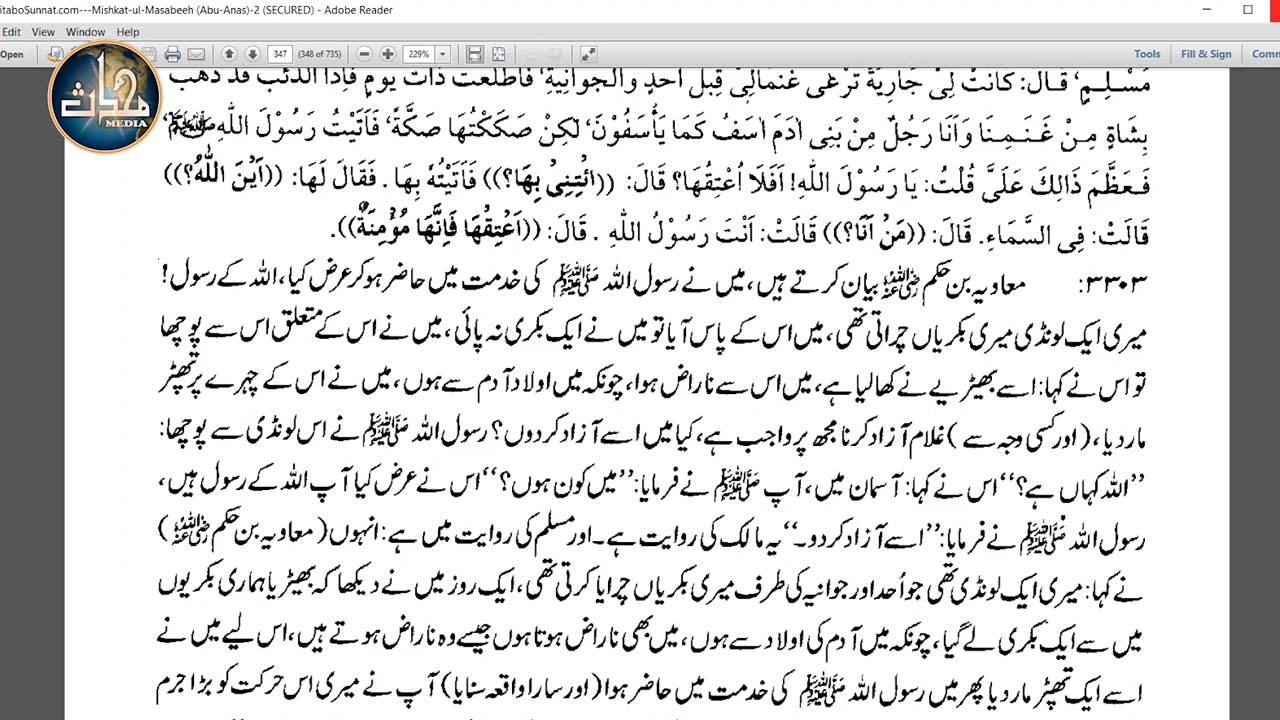 itaboSunnat.com---Mishkat-ul-Masabeeh (Abu-Anas)-2 (SECURED) - Adobe Reader
Edit View Window Help
Open 347 (348 of 735) 229% Tools Fill & Sign Comm
محدث
MEDIA
مُسْلِمٍ، قَالَ: كَانَتْ لِیْ جَارِیَةٌ تَرْعٰی غَنَمًالِیْ قِبَلَ اُحُدٍ وَالْجَوَانِیَّةِ، فَاطَّلَعَتُ ذَاتَ یَوْمٍ فَاِذَا الذِّئْبُ قَدْ ذَهَبَ
بِشَاةٍ مِنْ غَنَمِنَا وَاَنَا رَجُلٌ مِنْ بَنِی اٰدَمَ اٰسَفُ كَمَا یَأْسَفُوْنَ، لٰكِنْ صَكَكْتُهَا صَكَّةً، فَاَتَیْتُ رَسُوْلَ اللهِ ﷺ،
فَعَظَّمَ ذَالِكَ عَلَیَّ قُلْتُ: یَا رَسُوْلَ اللهِ! اَفَلَا اُعْتِقُهَا؟ قَالَ: ((ائْتِنِیْ بِهَا؟)) فَاَتَیْتُهٗ بِهَا. فَقَالَ لَهَا: ((اَیْنَ اللهُ؟))
قَالَتْ: فِی السَّمَاءِ. قَالَ: ((مَنْ اَنَا؟)) قَالَتْ: اَنْتَ رَسُوْلُ اللهِ. قَالَ: ((اَعْتِقْهَا فَاِنَّهَا مُؤْمِنَةٌ)).
۳۳۰۳: معاویہ بن حکم ؓ بیان کرتے ہیں، میں نے رسول اللہ ﷺ کی خدمت میں حاضر ہو کر عرض کیا، اللہ کے رسول!
میری ایک لونڈی میری بکریاں چراتی تھی، میں اس کے پاس آیا تو میں نے ایک بکری نہ پائی، میں نے اس کے متعلق اس سے پوچھا
تو اس نے کہا: اسے بھیڑیے نے کھا لیا ہے، میں اس سے ناراض ہوا، چونکہ میں اولاد آدم سے ہوں، میں نے اس کے چہرے پر تھپڑ
مار دیا، (اور کسی وجہ سے) غلام آزاد کرنا مجھ پر واجب ہے، کیا میں اسے آزاد کر دوں؟ رسول اللہ ﷺ نے اس لونڈی سے پوچھا:
’’اللہ کہاں ہے؟‘‘ اس نے کہا: آسمان میں، آپ ﷺ نے فرمایا: ’’میں کون ہوں؟‘‘ اس نے عرض کیا آپ اللہ کے رسول ہیں،
رسول اللہ ﷺ نے فرمایا: ’’اسے آزاد کر دو۔‘‘ یہ مالک کی روایت ہے۔ اور مسلم کی روایت میں ہے: انہوں (معاویہ بن حکم ؓ)
نے کہا: میری ایک لونڈی تھی جو اُحد اور جوانیہ کی طرف میری بکریاں چرایا کرتی تھی، ایک روز میں نے دیکھا کہ بھیڑیا ہماری بکریوں
میں سے ایک بکری لے گیا، چونکہ میں آدم کی اولاد سے ہوں، میں بھی ناراض ہوتا ہوں جیسے وہ ناراض ہوتے ہیں، اس لیے میں نے
اسے ایک تھپڑ مار دیا پھر میں رسول اللہ ﷺ کی خدمت میں حاضر ہوا (اور سارا واقعہ سنایا) آپ نے میری اس حرکت کو بڑا جرم